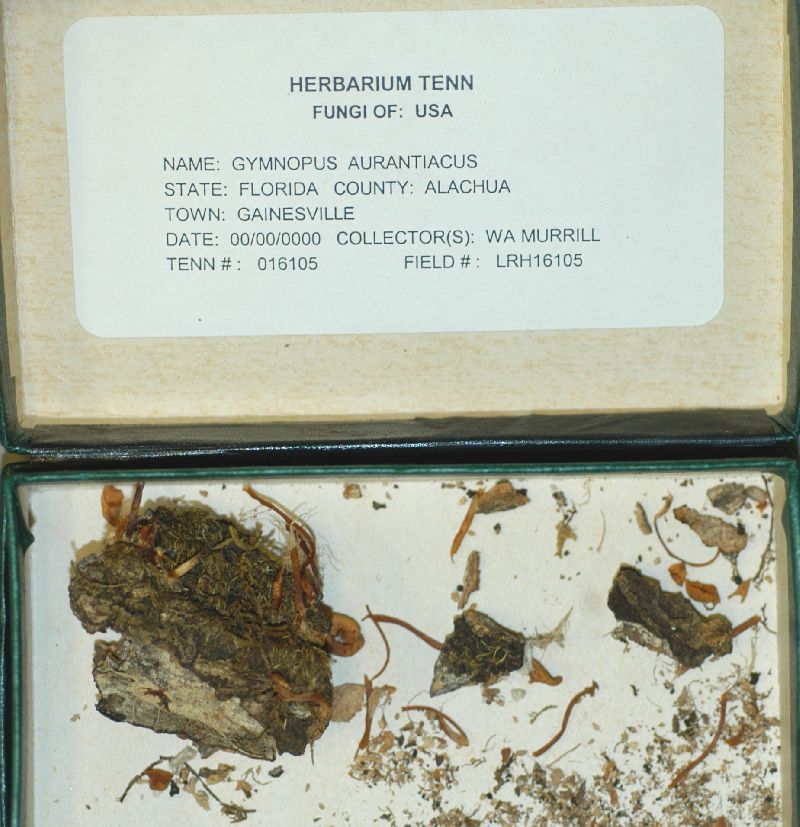 HERBARIUM TENN
FUNGI OF: USA
NAME: GYMNOPUS AURANTIACUS
STATE: FLORIDA COUNTY: ALACHUA
TOWN: GAINESVILLE
DATE: 00/00/0000 COLLECTOR(S): WA MURRILL
TENN # : 016105 FIELD # : LRH16105